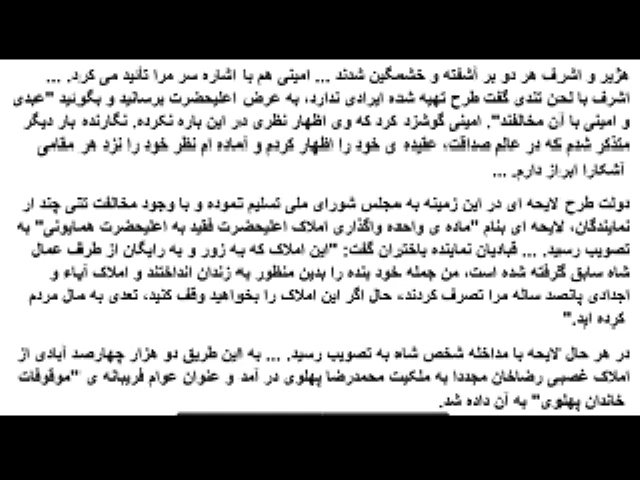 هژیر و اشرف هر دو بر آشفته و خشمگین شدند ... امینی هم با اشاره سر مرا تأئید می کرد. ...
اشرف با لحن تندی گفت طرح تهیه شده ایرادی ندارد، به عرض اعلیحضرت برسانید و بگوئید "عبدی
و امینی با آن مخالفند". امینی گوشزد کرد که وی اظهار نظری در این باره نکرده. نگارنده بار دیگر
متذکر شدم که در عالم صداقت، عقیده ی خود را اظهار کردم و آماده ام نظر خود را نزد هر مقامی
آشکارا ابراز دارم. ...
دولت طرح لایحه ای در این زمینه به مجلس شورای ملی تسلیم نموده و با وجود مخالفت تنی چند از
نمایندگان، لایحه ای بنام "ماده ی واحده واگذاری املاک اعلیحضرت فقید به اعلیحضرت همایونی" به
تصویب رسید. ... قبادیان نماینده باختران گفت: "این املاک که به زور و به رایگان از طرف عمال
شاه سابق گرفته شده است، من جمله خود بنده را بدین منظور به زندان انداختند و املاک آباء و
اجدادی پانصد ساله مرا تصرف کردند، حال اگر این املاک را بخواهید وقف کنید، تعدی به مال مردم
کرده اید."
در هر حال لایحه با مداخله شخص شاه به تصویب رسید. ... به ااین طریق دو هزار چهارصد آبادی از
املاک غصبی رضاخان مجددا به ملکیت محمدرضا پهلوی در آمد و عنوان عوام فریبانه ی "موقوفات
خاندان پهلوی" به آن داده شد.